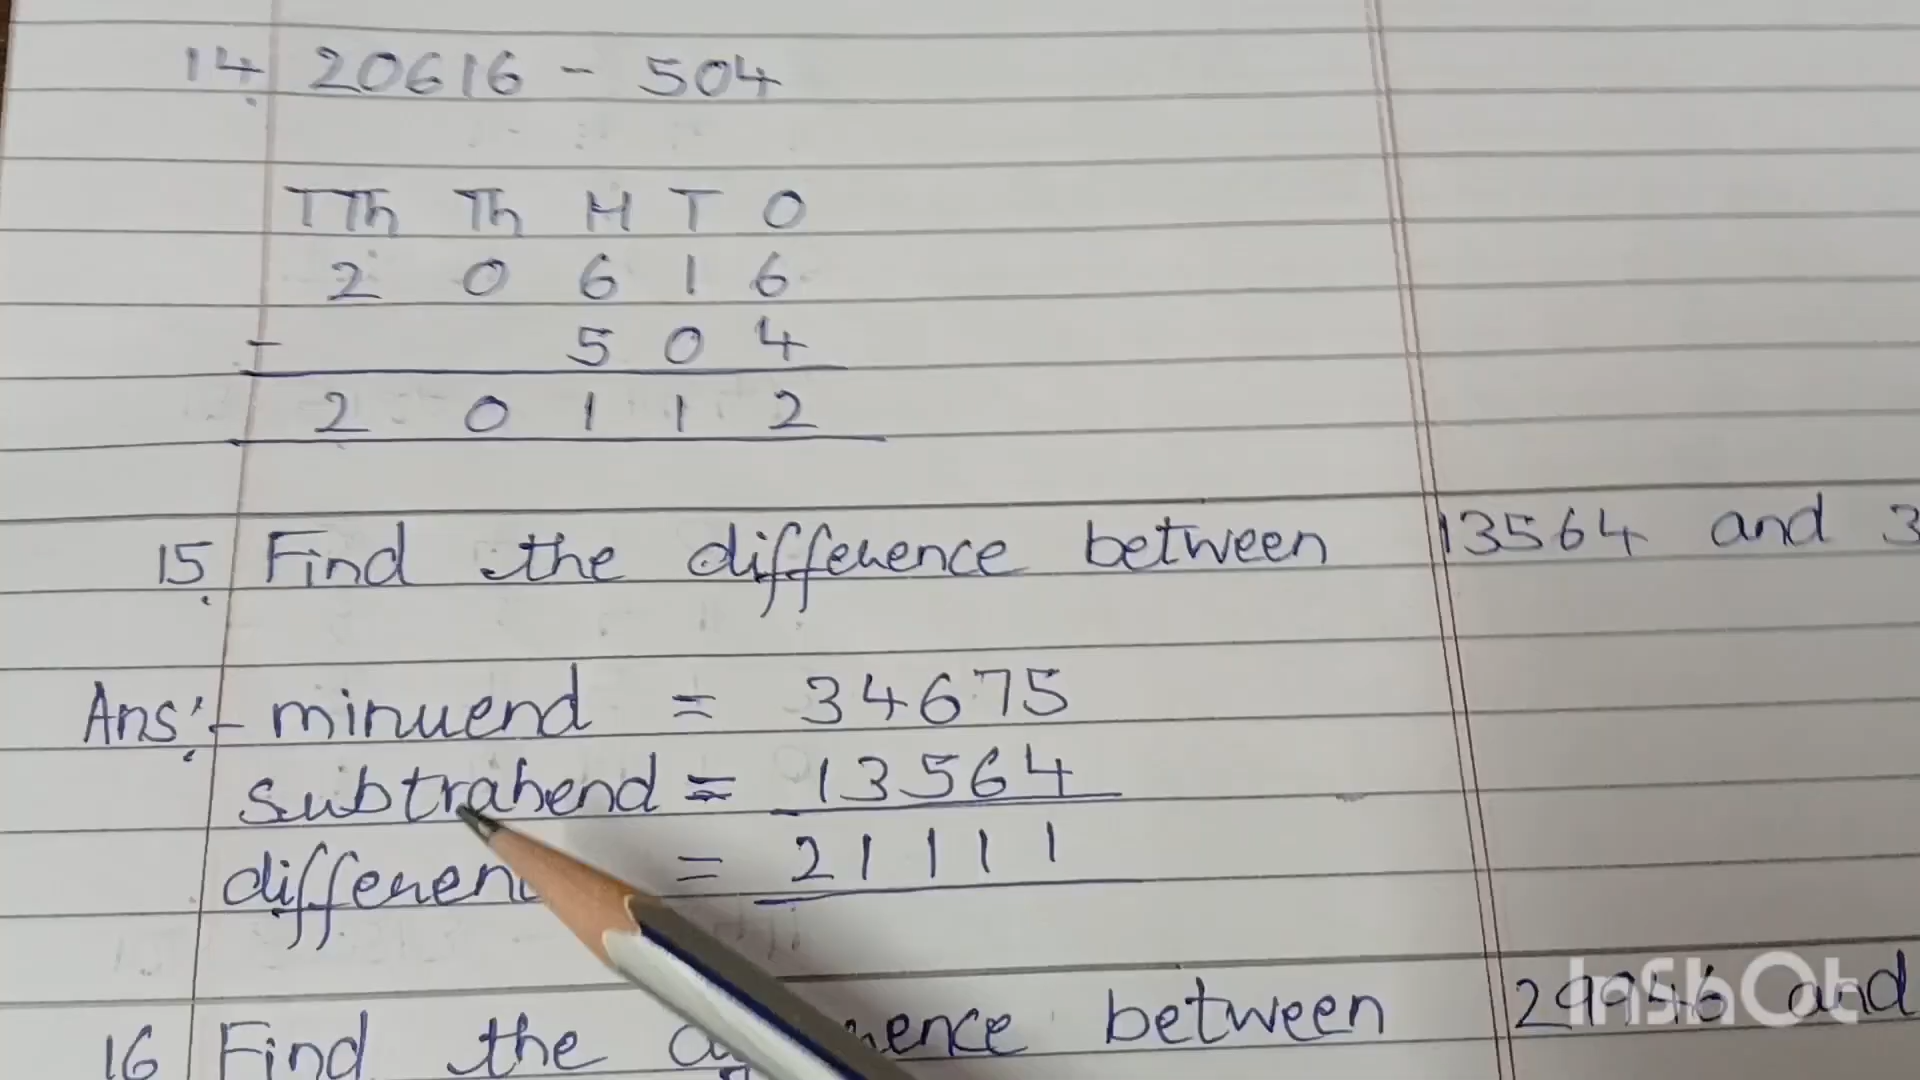 14. 20616 - 504
TTh Th H T O
2 0 6 1 6
- 5 0 4
2 0 1 1 2
15. Find the difference between 13564 and 3
Ans:- minuend = 34675
subtrahend = 13564
differen = 21111
16 Find the between 29946 and
InShOt